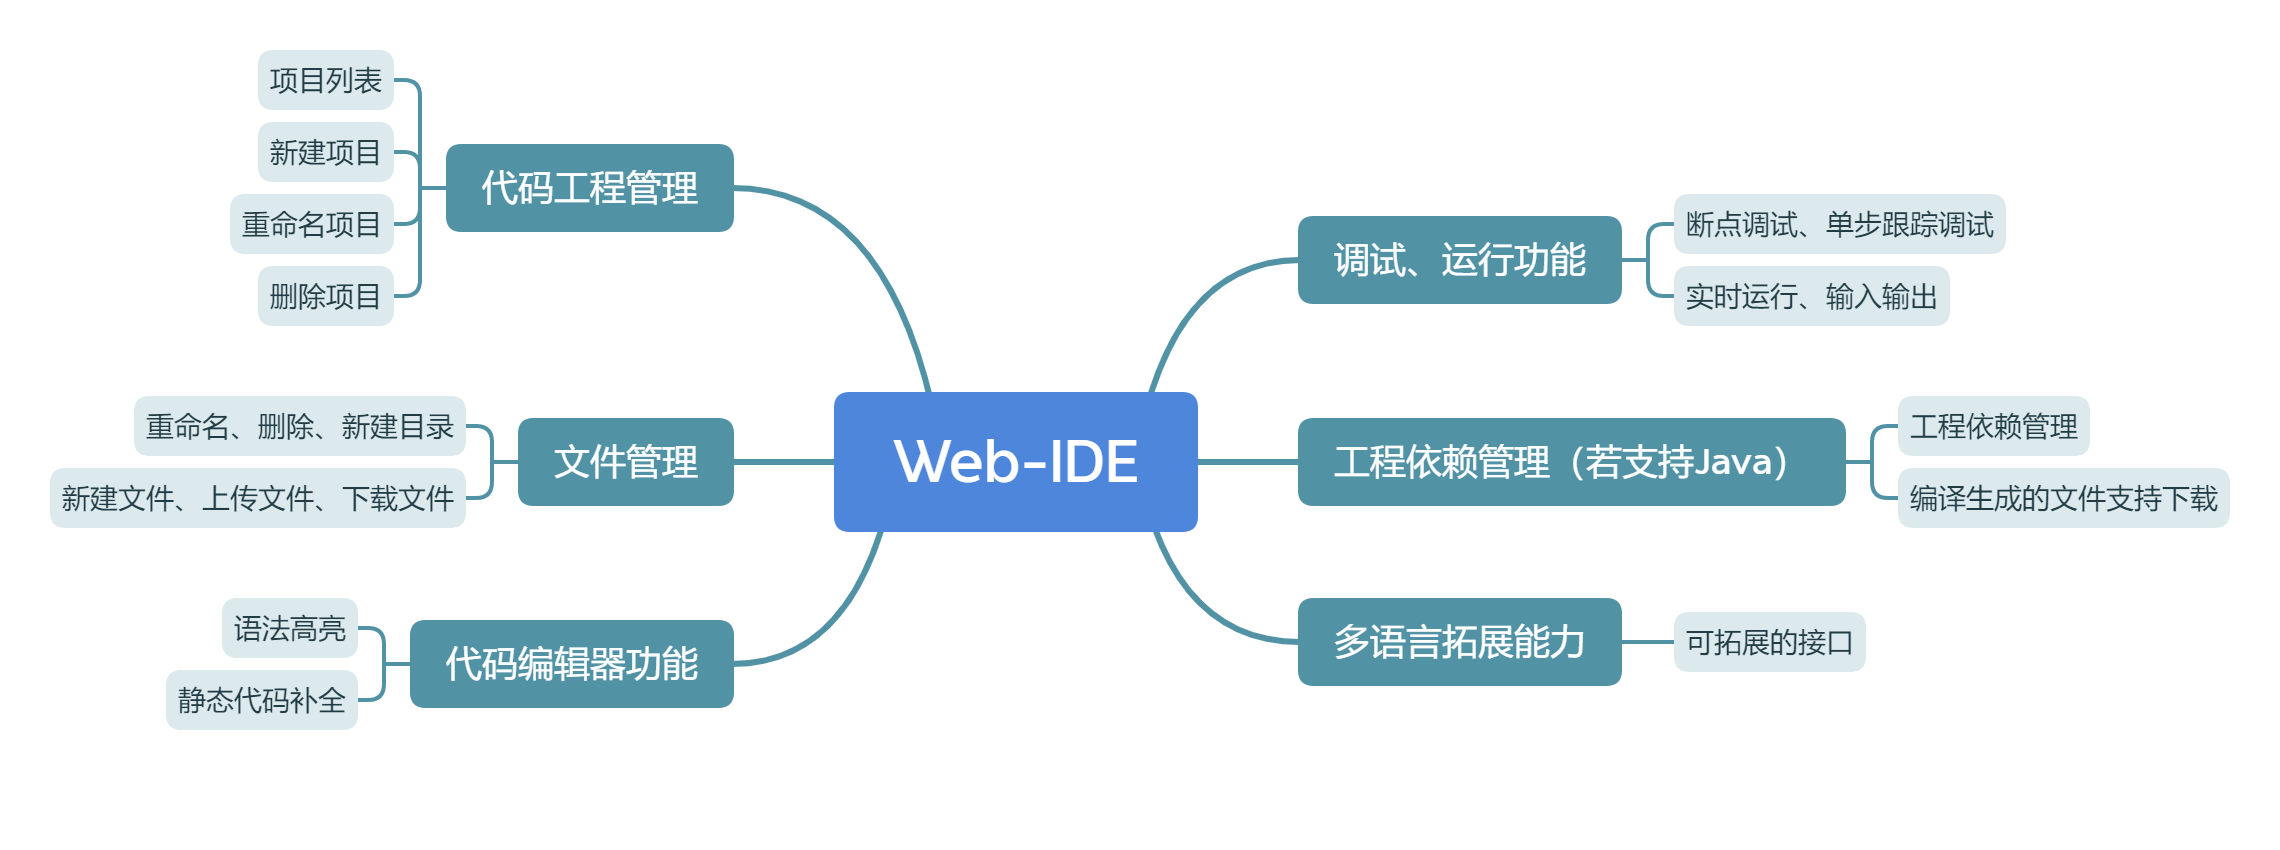 Web-IDE
代码工程管理
项目列表
新建项目
重命名项目
删除项目
文件管理
重命名、删除、新建目录
新建文件、上传文件、下载文件
代码编辑器功能
语法高亮
静态代码补全
调试、运行功能
断点调试、单步跟踪调试
实时运行、输入输出
工程依赖管理（若支持Java）
工程依赖管理
编译生成的文件支持下载
多语言拓展能力
可拓展的接口